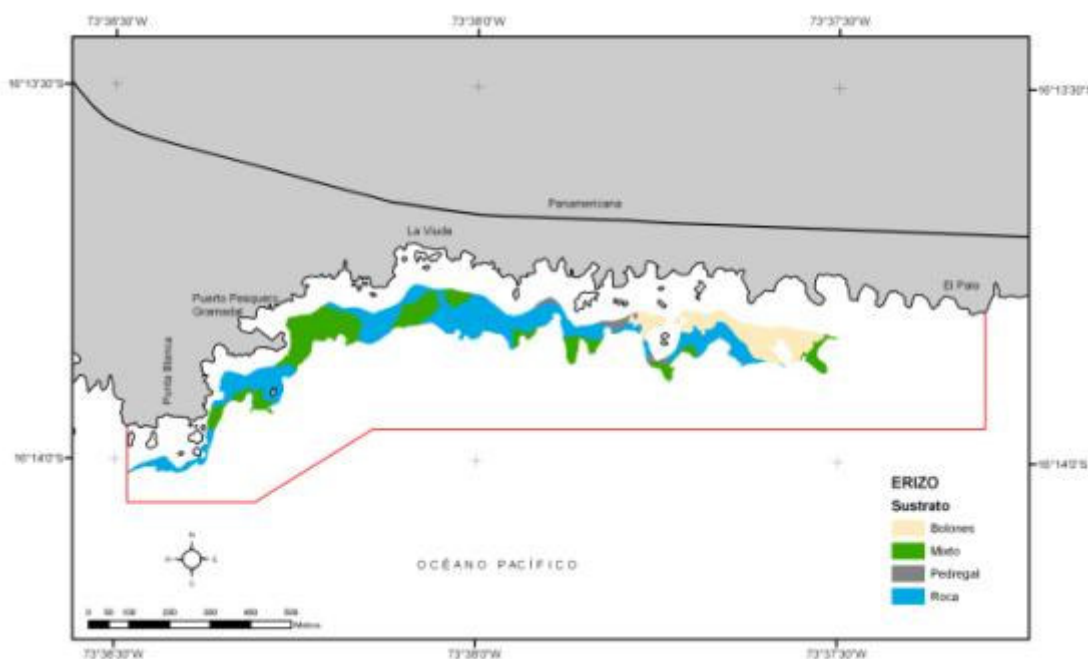 73°38'30"W 73°38'0"W 73°37'30"W
16°13'30"S 16°13'30"S
Panamericana
La Viuda
El Palo
Puerto Pesquero
Gramadal
Punta Blanca
16°14'0"S 16°14'0"S
ERIZO
Sustrato
Bolones
Mixto
Pedregal
Roca
N
S
OCÉANO PACÍFICO
0 50 100 200 300 400 500
Metros
73°38'30"W 73°38'0"W 73°37'30"W